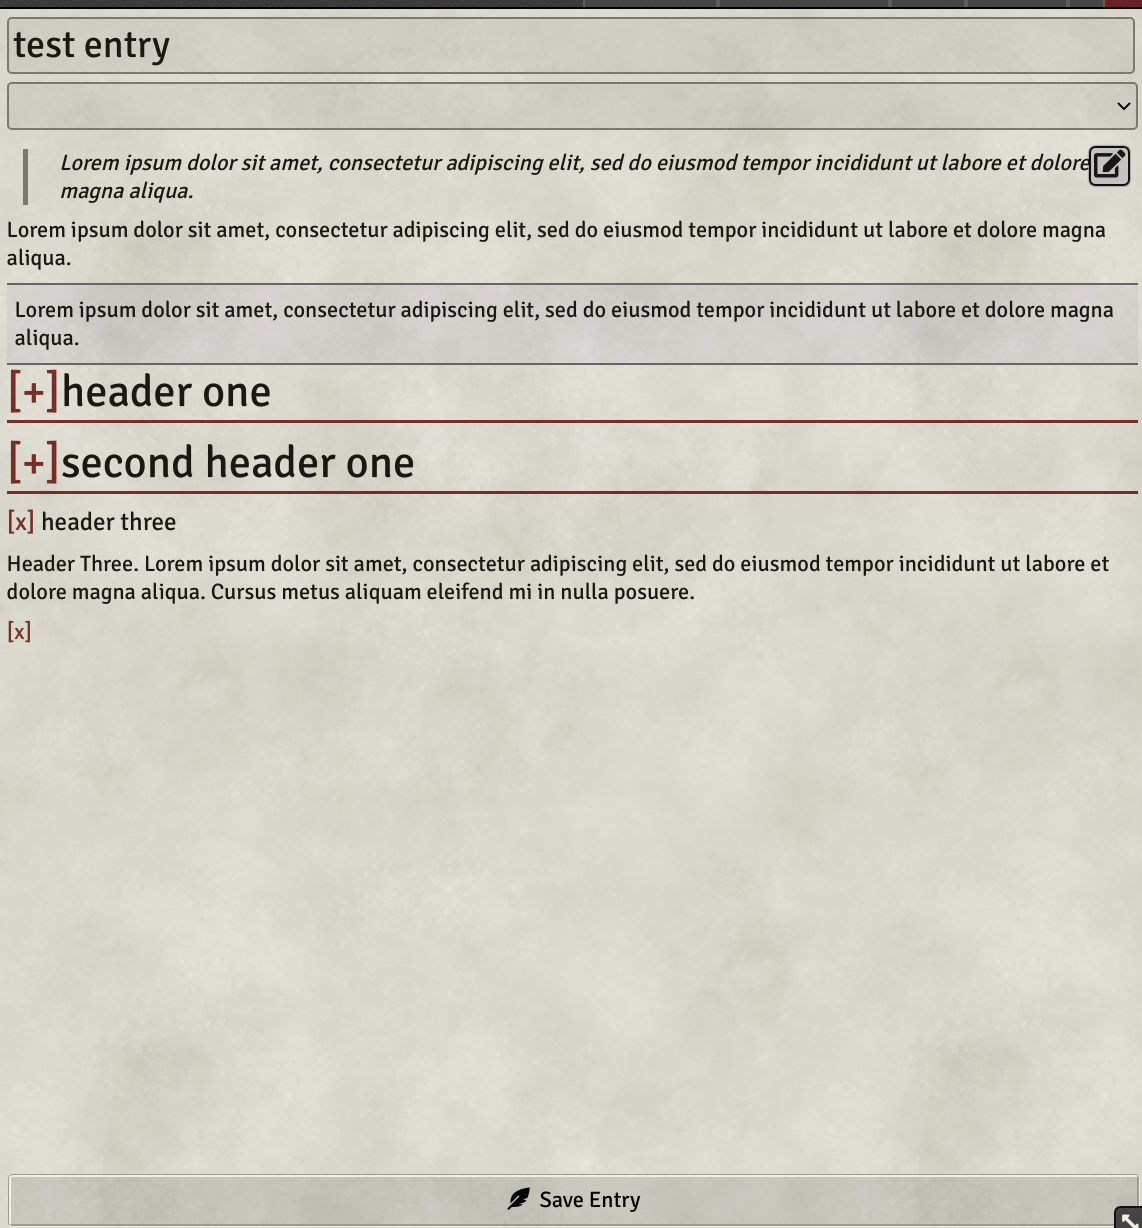 test entry
Lorem ipsum dolor sit amet, consectetur adipiscing elit, sed do eiusmod tempor incididunt ut labore et dolore
magna aliqua.
Lorem ipsum dolor sit amet, consectetur adipiscing elit, sed do eiusmod tempor incididunt ut labore et dolore magna
aliqua.
Lorem ipsum dolor sit amet, consectetur adipiscing elit, sed do eiusmod tempor incididunt ut labore et dolore magna
aliqua.
[+]header one
[+]second header one
[x] header three
Header Three. Lorem ipsum dolor sit amet, consectetur adipiscing elit, sed do eiusmod tempor incididunt ut labore et
dolore magna aliqua. Cursus metus aliquam eleifend mi in nulla posuere.
[x]
Save Entry